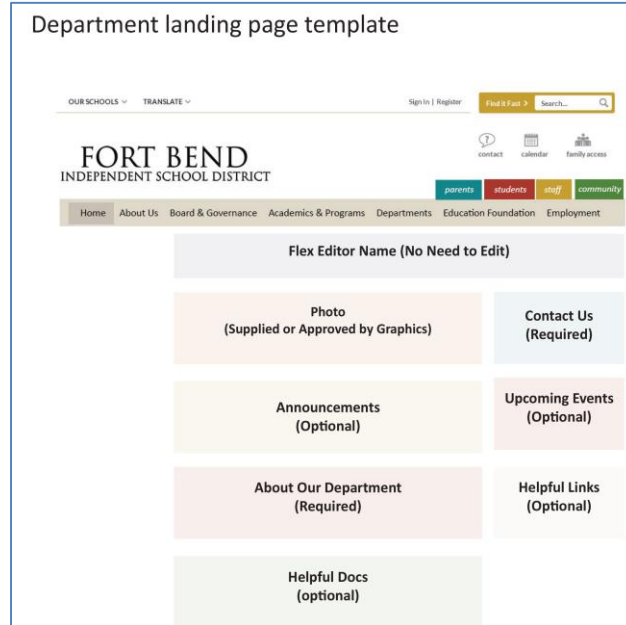 Department landing page template
OUR SCHOOLS TRANSLATE Sign In | Register Find it Fast > Search...
contact calendar family access
FORT BEND
INDEPENDENT SCHOOL DISTRICT
parents students staff community
Home About Us Board & Governance Academics & Programs Departments Education Foundation Employment
Flex Editor Name (No Need to Edit)
Photo
(Supplied or Approved by Graphics)
Contact Us
(Required)
Announcements
(Optional)
Upcoming Events
(Optional)
About Our Department
(Required)
Helpful Links
(Optional)
Helpful Docs
(optional)